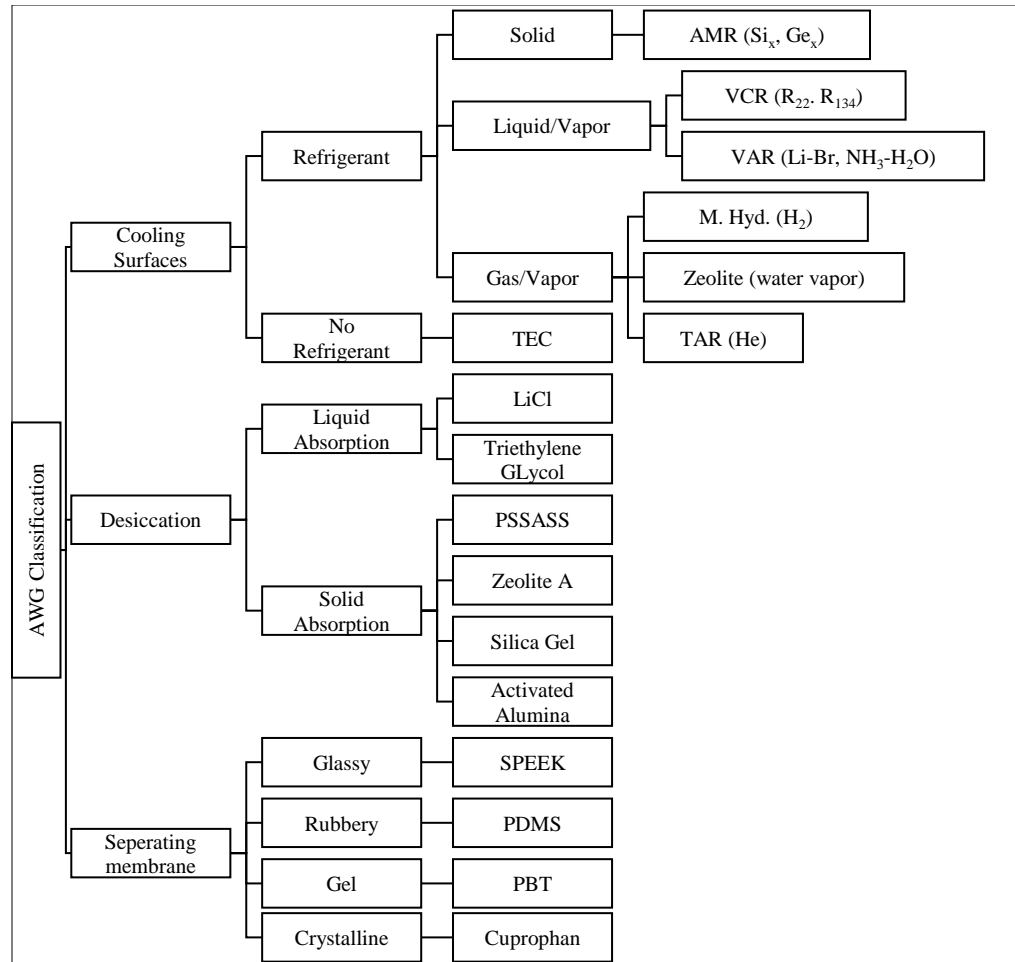 AWG Classification
Cooling
Surfaces
Refrigerant
Solid
AMR (Siₓ, Geₓ)
Liquid/Vapor
VCR (R₂₂. R₁₃₄)
VAR (Li-Br, NH₃-H₂O)
Gas/Vapor
M. Hyd. (H₂)
Zeolite (water vapor)
TAR (He)
No
Refrigerant
TEC
Desiccation
Liquid
Absorption
LiCl
Triethylene
GLycol
Solid
Absorption
PSSASS
Zeolite A
Silica Gel
Activated
Alumina
Seperating
membrane
Glassy
SPEEK
Rubbery
PDMS
Gel
PBT
Crystalline
Cuprophan